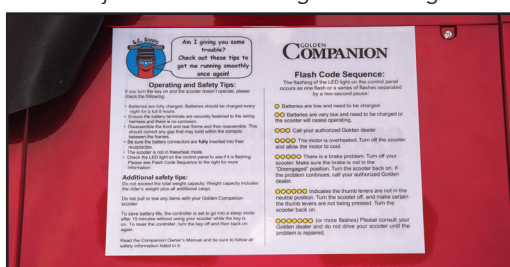 G.C. Scooty
Am I giving you some
trouble?
Check out these tips to
get me running smoothly
once again!
Operating and Safety Tips:
If you turn the key on and the scooter doesn't operate, please
check the following:
• Batteries are fully charged. Batteries should be charged every
night for a full 8 hours.
• Ensure the battery terminals are securely fastened to the wiring
harness and there is no corrosion.
• Disassemble the front and rear frame and then reassemble. This
should correct any gap that may exist within the contacts
between the frames.
• Be sure the battery connectors are fully inserted into their
receptacles.
• The scooter is not in freewheel mode.
• Check the LED light on the control panel to see if it is flashing.
Please see Flash Code Sequence to the right for more
information.
Additional safety tips:
Do not exceed the total weight capacity. Weight capacity includes
the rider's weight plus all additional cargo.
Do not pull or tow any items with your Golden Companion
scooter.
To save battery life, the controller is set to go into a sleep mode
after 15 minutes without using your scooter while the key is
on. To reset the controller, turn the key off and then back on
again.
Read the Companion Owner's Manual and be sure to follow all
safety information listed in it.
GOLDEN
COMPANION
Flash Code Sequence:
The flashing of the LED light on the control panel
occurs as one flash or a series of flashes separated
by a two-second pause:
Batteries are low and need to be charged.
Batteries are very low and need to be charged or
the scooter will cease operating.
Call your authorized Golden dealer.
The motor is overheated. Turn off the scooter
and allow the motor to cool.
There is a brake problem. Turn off your
scooter. Make sure the brake is not in the
"Disengaged" position. Turn the scooter back on. If
the problem continues, call your authorized Golden
dealer.
indicates the thumb levers are not in the
neutral position. Turn the scooter off, and make certain
the thumb levers are not being pressed. Turn the
scooter back on.
(or more flashes) Please consult your
Golden dealer and do not drive your scooter until the
problem is repaired.